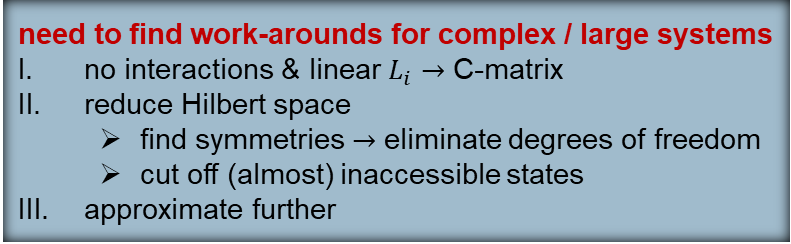 need to find work-arounds for complex / large systems
I. no interactions & linear Lᵢ → C-matrix
II. reduce Hilbert space
➢ find symmetries → eliminate degrees of freedom
➢ cut off (almost) inaccessible states
III. approximate further